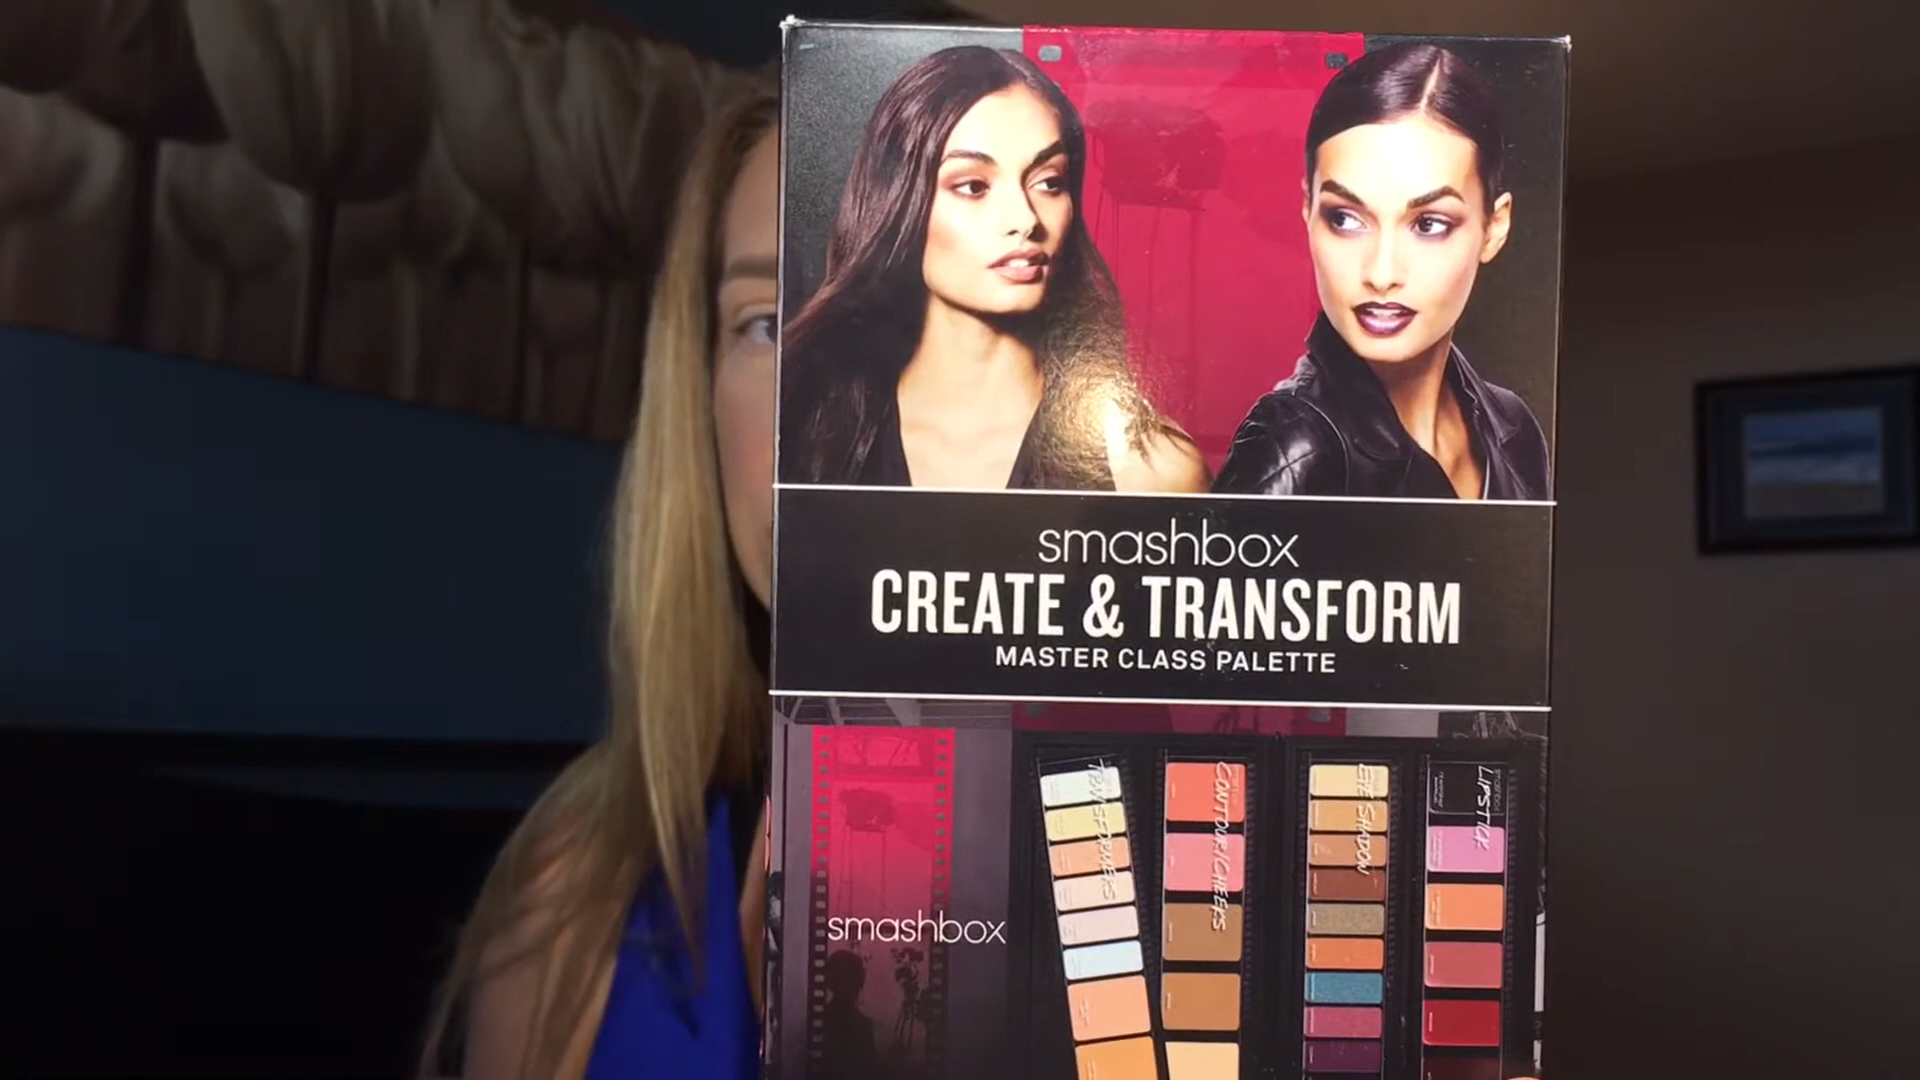 smashbox
CREATE & TRANSFORM
MASTER CLASS PALETTE
smashbox
TRANSFORMERS
CONTOUR/CHEEKS
EYE SHADOW
LIPSTICK